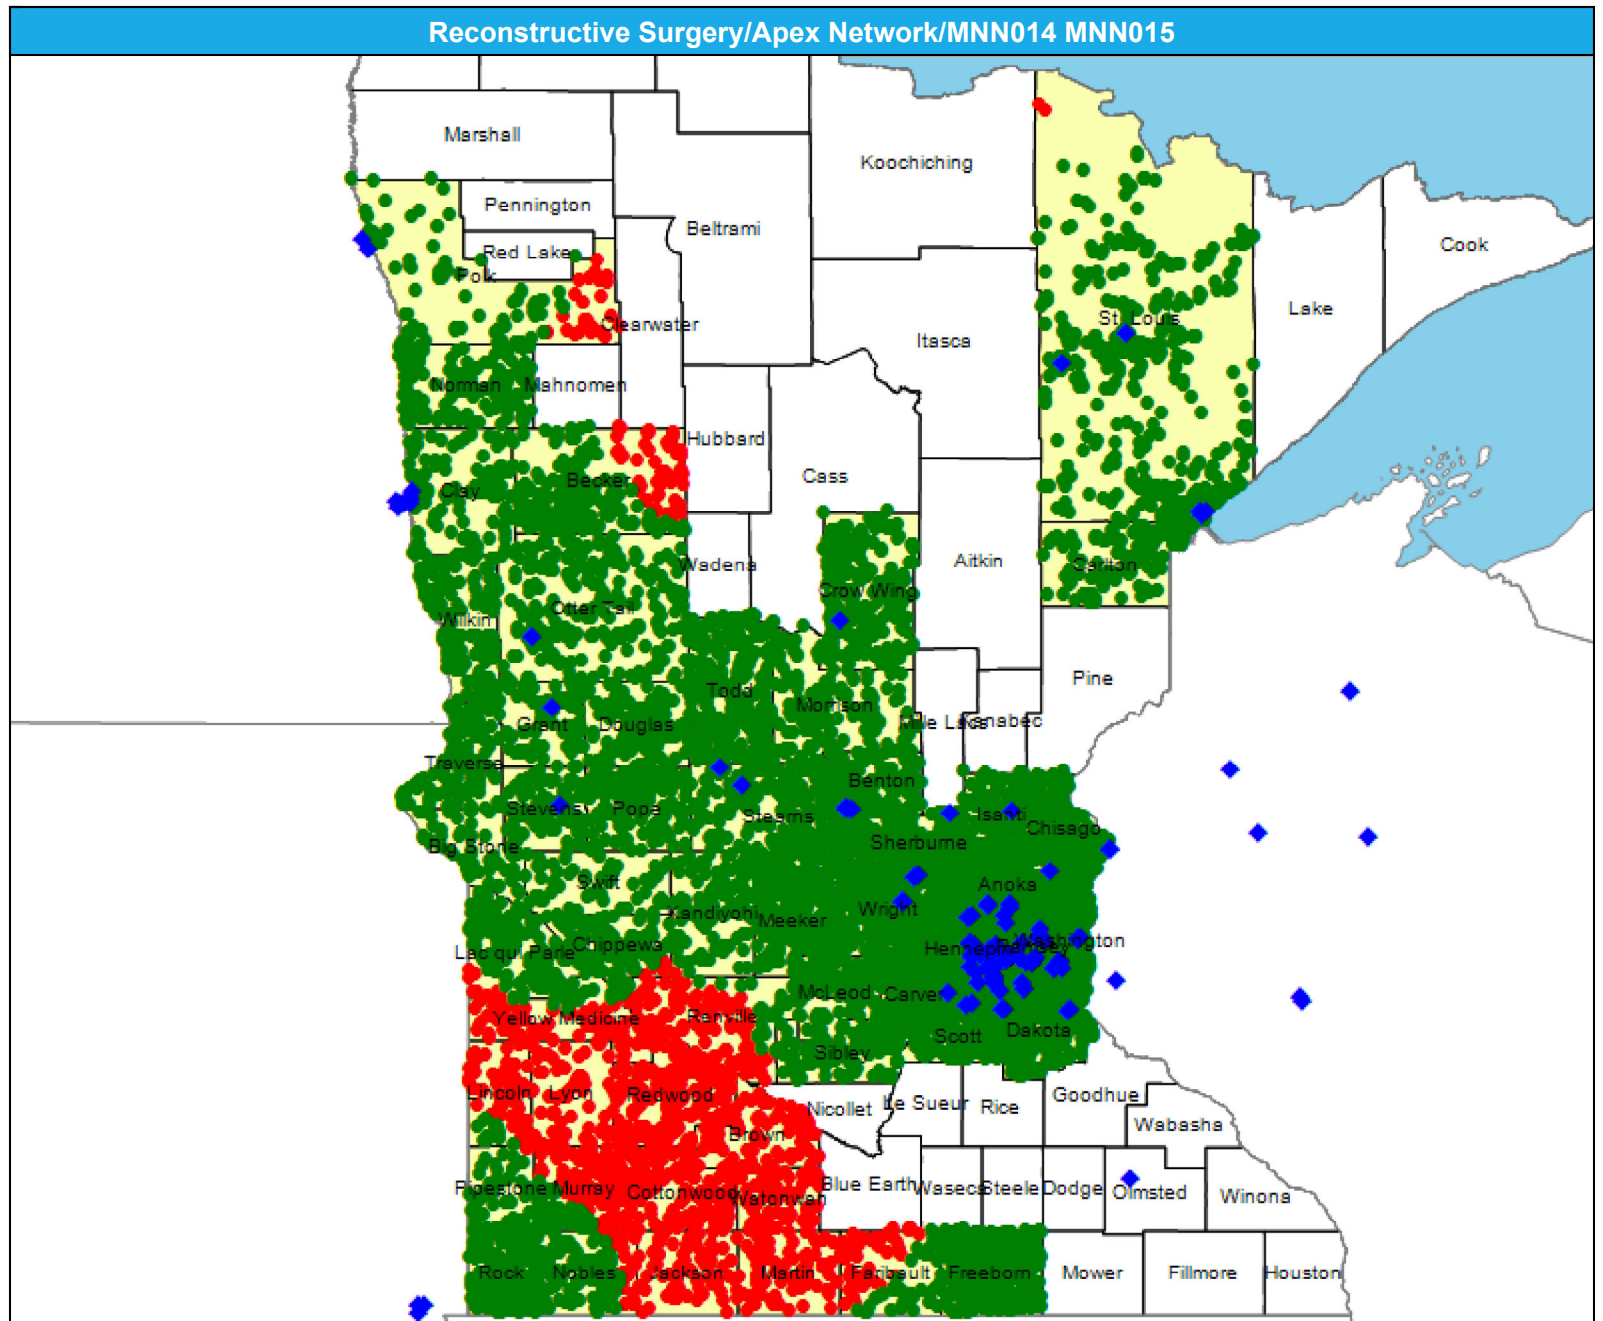 Reconstructive Surgery/Apex Network/MNN014 MNN015
Marshall
Koochiching
Pennington
Beltrami
Red Lake
Cook
Polk
Lake
Clearwater
St. Louis
Itasca
Norman
Mahnomen
Hubbard
Cass
Becker
Clay
Aitkin
Wadena
Carlton
Crow Wing
Otter Tail
Wilkin
Pine
Todd
Morrison
Grant
Douglas
Mille Lacs
Kanabec
Traverse
Benton
Stevens
Pope
Stearns
Isanti
Chisago
Big Stone
Sherburne
Swift
Anoka
Kandiyohi
Meeker
Wright
Washington
Hennepin
Ramsey
Lac qui Parle
Chippewa
McLeod
Carver
Yellow Medicine
Renville
Scott
Dakota
Sibley
Lincoln
Lyon
Redwood
Nicollet
Le Sueur
Rice
Goodhue
Wabasha
Brown
Pipestone
Murray
Cottonwood
Watonwan
Blue Earth
Waseca
Steele
Dodge
Olmsted
Winona
Rock
Nobles
Jackson
Martin
Faribault
Freeborn
Mower
Fillmore
Houston